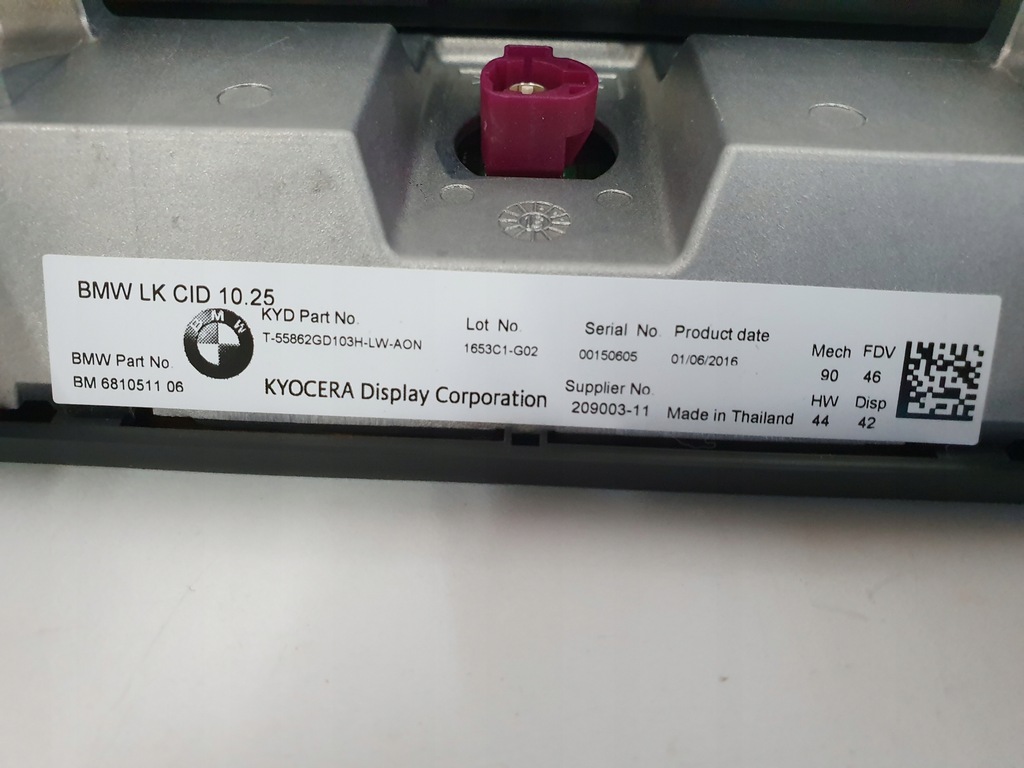 BMW LK CID 10.25
BMW
BMW Part No.
BM 6810511 06
KYD Part No.
T-55862GD103H-LW-AON
KYOCERA Display Corporation
Lot No.
1653C1-G02
Serial No.
00150605
Supplier No.
209003-11
Product date
01/06/2016
Made in Thailand
Mech FDV
90 46
HW Disp
44 42